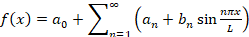 f(x) = a₀ + ∑ₙ₌₁^∞ (aₙ + bₙ sin nπx/L)